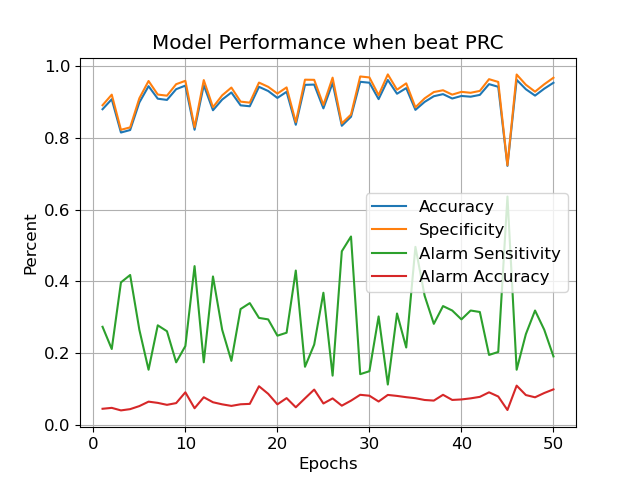 Model Performance when beat PRC
1.0
0.8
0.6
0.4
0.2
0.0
Percent
Accuracy
Specificity
Alarm Sensitivity
Alarm Accuracy
0 10 20 30 40 50
Epochs